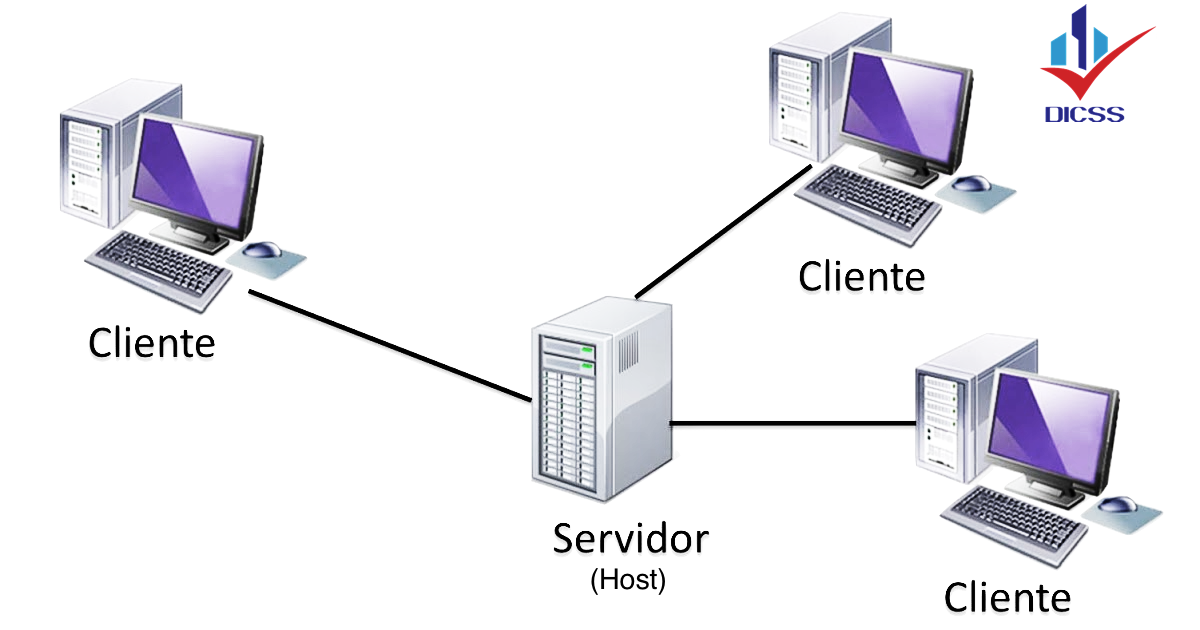 DICSS
Cliente
Cliente
Servidor
(Host)
Cliente